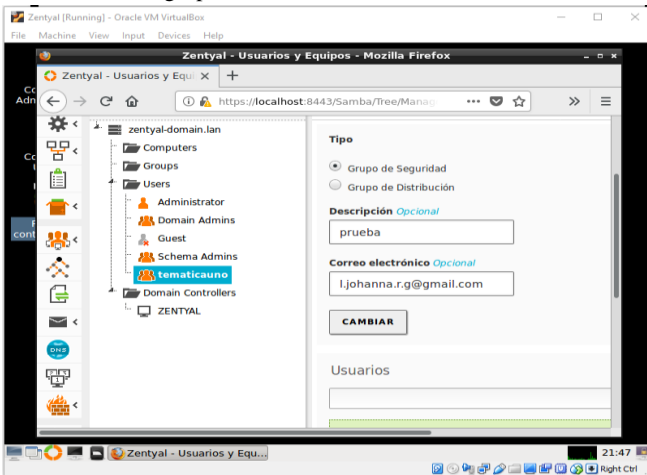 Zentyal [Running] - Oracle VM VirtualBox
File Machine View Input Devices Help
Zentyal - Usuarios y Equipos - Mozilla Firefox
Zentyal - Usuarios y Equi
https://localhost:8443/Samba/Tree/Manag
zentyal-domain.lan
Computers
Groups
Users
Administrator
Domain Admins
Guest
Schema Admins
tematicauno
Domain Controllers
ZENTYAL
DNS
Tipo
Grupo de Seguridad
Grupo de Distribución
Descripción Opcional
prueba
Correo electrónico Opcional
l.johanna.r.g@gmail.com
CAMBIAR
Usuarios
Zentyal - Usuarios y Equ...
21:47
Right Ctrl